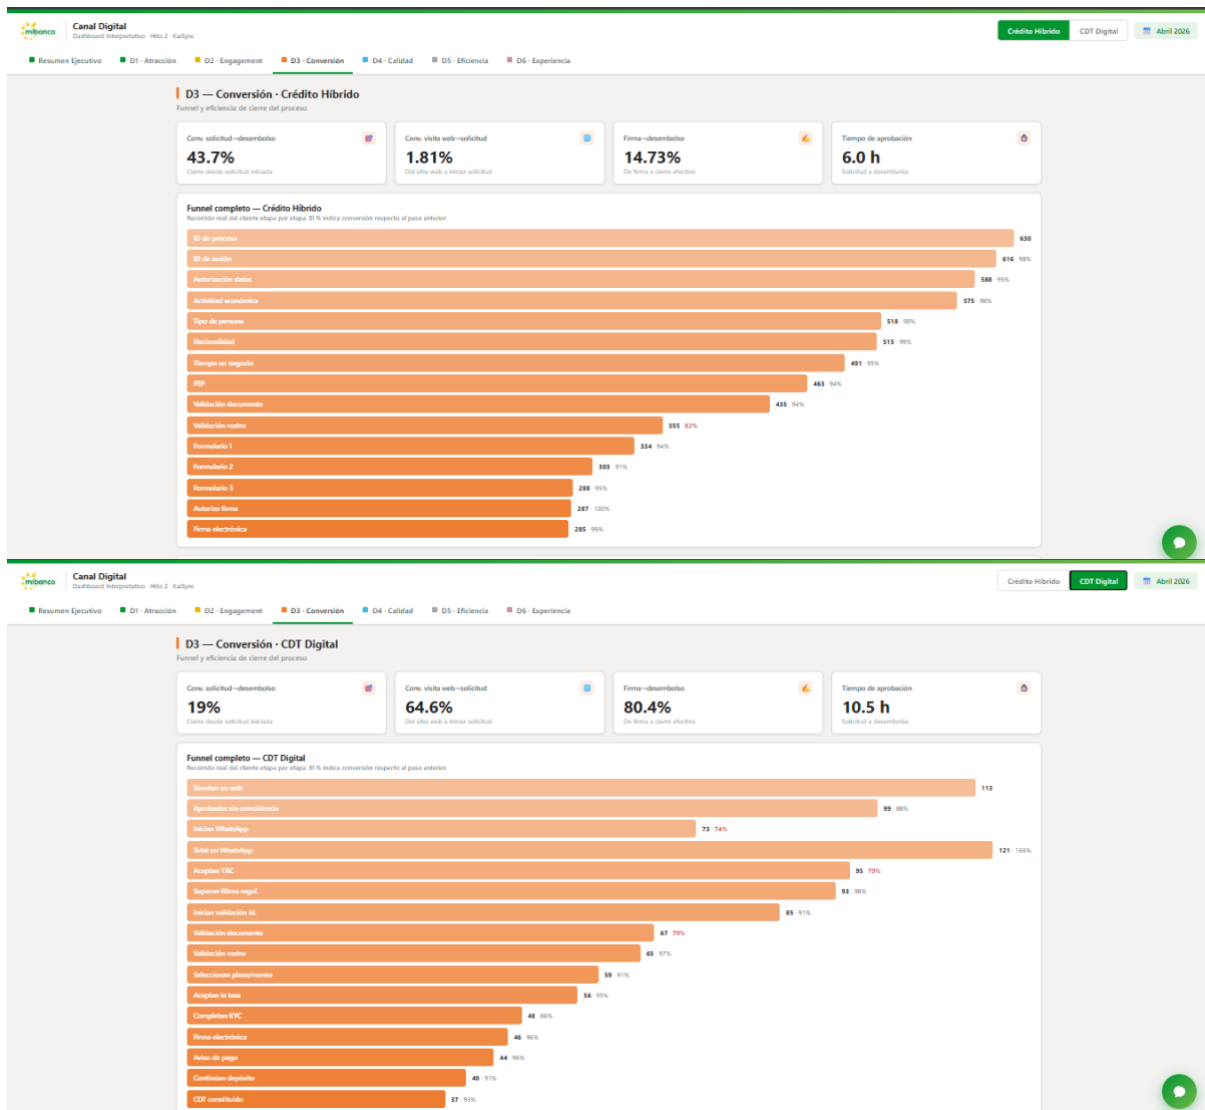 mibanco
Canal Digital
Dashboard Interpretativo · Hito 2 · KaiSync
Crédito Híbrido
CDT Digital
Abril 2026
Resumen Ejecutivo
D1 - Atracción
D2 - Engagement
D3 - Conversión
D4 - Calidad
D5 - Eficiencia
D6 - Experiencia
D3 — Conversión · Crédito Híbrido
Funnel y eficiencia de cierre del proceso
Conv. solicitud→desembolso
43.7%
Cierre desde solicitud iniciada
Conv. visita web→solicitud
1.81%
Del sitio web a iniciar solicitud
Firma→desembolso
14.73%
De firma a cierre efectivo
Tiempo de aprobación
6.0 h
Solicitud a desembolso
Funnel completo — Crédito Híbrido
Recorrido real del cliente etapa por etapa. El % indica conversión respecto al paso anterior.
ID de proceso 630
ID de sesión 616 · 98%
Autorización datos 588 · 95%
Actividad económica 575 · 98%
Tipo de persona 518 · 90%
Nacionalidad 515 · 99%
Tiempo en negocio 491 · 95%
PEP 463 · 94%
Validación documento 435 · 94%
Validación rostro 355 · 82%
Formulario 1 334 · 94%
Formulario 2 303 · 91%
Formulario 3 288 · 95%
Autoriza firma 287 · 100%
Firma electrónica 285 · 99%
mibanco
Canal Digital
Dashboard Interpretativo · Hito 2 · KaiSync
Crédito Híbrido
CDT Digital
Abril 2026
Resumen Ejecutivo
D1 - Atracción
D2 - Engagement
D3 - Conversión
D4 - Calidad
D5 - Eficiencia
D6 - Experiencia
D3 — Conversión · CDT Digital
Funnel y eficiencia de cierre del proceso
Conv. solicitud→desembolso
19%
Cierre desde solicitud iniciada
Conv. visita web→solicitud
64.6%
Del sitio web a iniciar solicitud
Firma→desembolso
80.4%
De firma a cierre efectivo
Tiempo de aprobación
10.5 h
Solicitud a desembolso
Funnel completo — CDT Digital
Recorrido real del cliente etapa por etapa. El % indica conversión respecto al paso anterior.
Simulan en web 113
Aprobados sin coincidencia 99 · 88%
Inician WhatsApp 73 · 74%
Total en WhatsApp 121 · 166%
Aceptan T&C 95 · 79%
Superan filtros regul. 93 · 98%
Inician validación id. 85 · 91%
Validación documento 67 · 79%
Validación rostro 65 · 97%
Seleccionan plazo/monto 59 · 91%
Aceptan la tasa 56 · 95%
Completan KYC 48 · 86%
Firma electrónica 46 · 96%
Aviso de pago 44 · 96%
Continúan depósito 40 · 91%
CDT constituido 37 · 93%